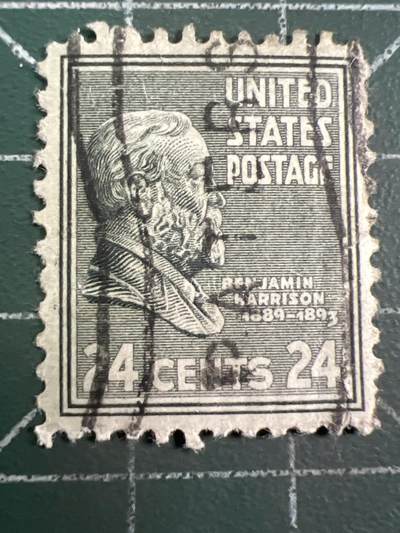 UNITED
STATES
POSTAGE
BENJAMIN
HARRISON
1889-1893
24 CENTS 24